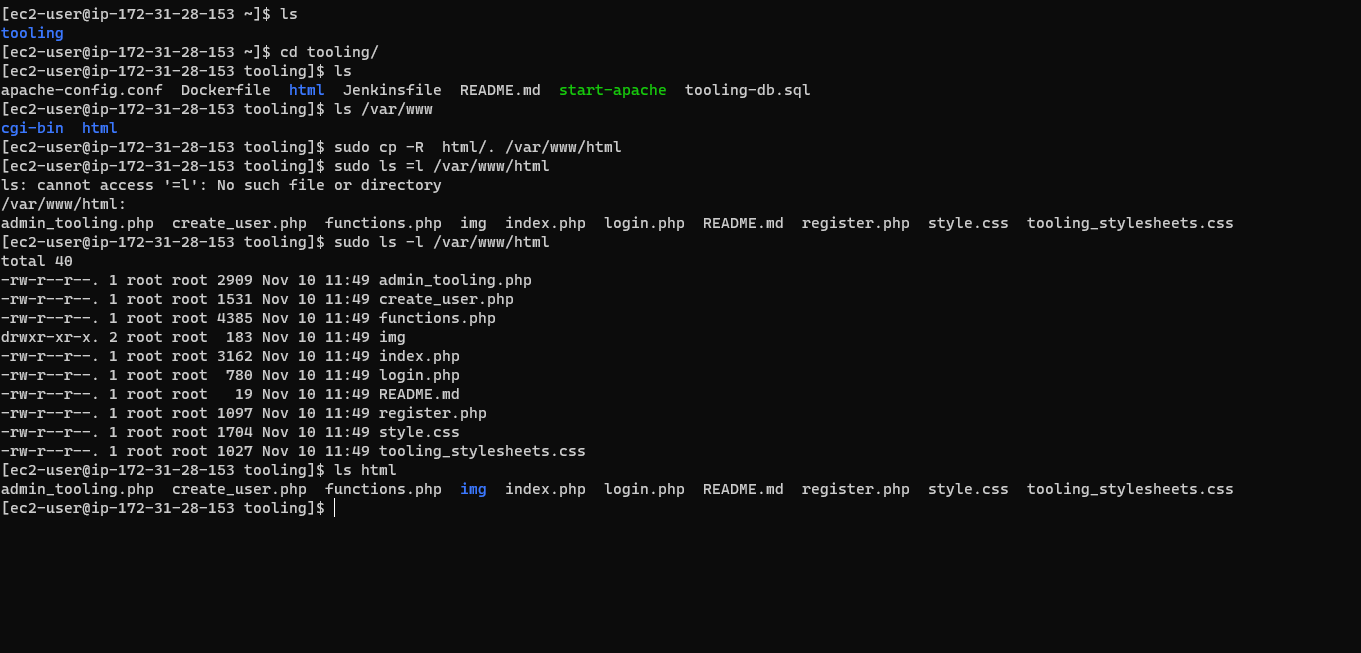 [ec2-user@ip-172-31-28-153 ~]$ ls
tooling
[ec2-user@ip-172-31-28-153 ~]$ cd tooling/
[ec2-user@ip-172-31-28-153 tooling]$ ls
apache-config.conf  Dockerfile  html  Jenkinsfile  README.md  start-apache  tooling-db.sql
[ec2-user@ip-172-31-28-153 tooling]$ ls /var/www
cgi-bin  html
[ec2-user@ip-172-31-28-153 tooling]$ sudo cp -R  html/. /var/www/html
[ec2-user@ip-172-31-28-153 tooling]$ sudo ls =l /var/www/html
ls: cannot access '=l': No such file or directory
/var/www/html:
admin_tooling.php  create_user.php  functions.php  img  index.php  login.php  README.md  register.php  style.css  tooling_stylesheets.css
[ec2-user@ip-172-31-28-153 tooling]$ sudo ls -l /var/www/html
total 40
-rw-r--r--. 1 root root 2909 Nov 10 11:49 admin_tooling.php
-rw-r--r--. 1 root root 1531 Nov 10 11:49 create_user.php
-rw-r--r--. 1 root root 4385 Nov 10 11:49 functions.php
drwxr-xr-x. 2 root root  183 Nov 10 11:49 img
-rw-r--r--. 1 root root 3162 Nov 10 11:49 index.php
-rw-r--r--. 1 root root  780 Nov 10 11:49 login.php
-rw-r--r--. 1 root root   19 Nov 10 11:49 README.md
-rw-r--r--. 1 root root 1097 Nov 10 11:49 register.php
-rw-r--r--. 1 root root 1704 Nov 10 11:49 style.css
-rw-r--r--. 1 root root 1027 Nov 10 11:49 tooling_stylesheets.css
[ec2-user@ip-172-31-28-153 tooling]$ ls html
admin_tooling.php  create_user.php  functions.php  img  index.php  login.php  README.md  register.php  style.css  tooling_stylesheets.css
[ec2-user@ip-172-31-28-153 tooling]$